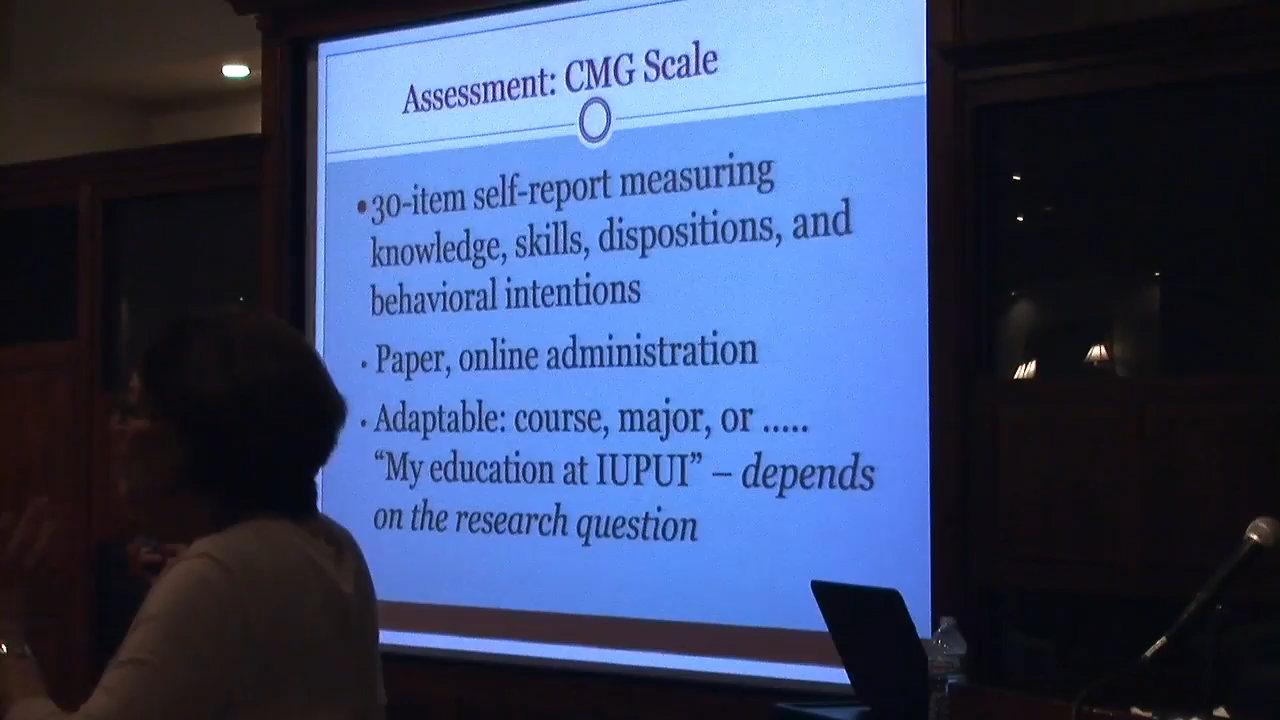 Assessment: CMG Scale
•30-item self-report measuring
knowledge, skills, dispositions, and
behavioral intentions
• Paper, online administration
• Adaptable: course, major, or .....
“My education at IUPUI” – depends
on the research question